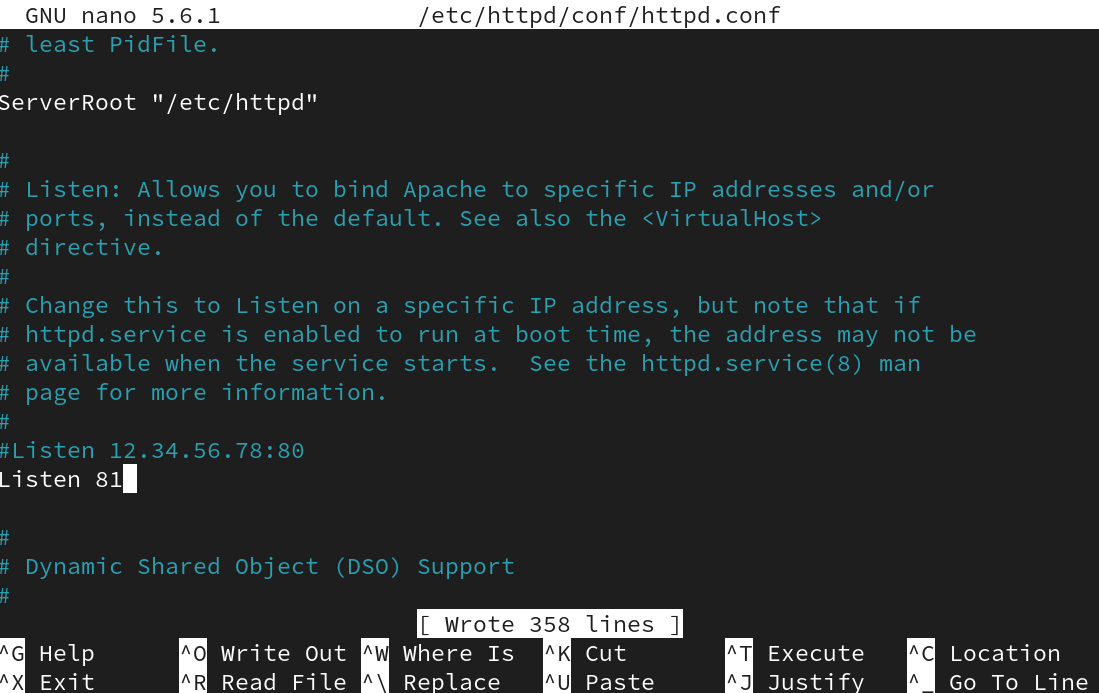 GNU nano 5.6.1 /etc/httpd/conf/httpd.conf
# least PidFile.
#
ServerRoot "/etc/httpd"
#
# Listen: Allows you to bind Apache to specific IP addresses and/or
# ports, instead of the default. See also the <VirtualHost>
# directive.
#
# Change this to Listen on a specific IP address, but note that if
# httpd.service is enabled to run at boot time, the address may not be
# available when the service starts.  See the httpd.service(8) man
# page for more information.
#
#Listen 12.34.56.78:80
Listen 81
#
# Dynamic Shared Object (DSO) Support
#
[ Wrote 358 lines ]
^G Help ^O Write Out ^W Where Is ^K Cut ^T Execute ^C Location
^X Exit ^R Read File ^\ Replace ^U Paste ^J Justify ^_ Go To Line